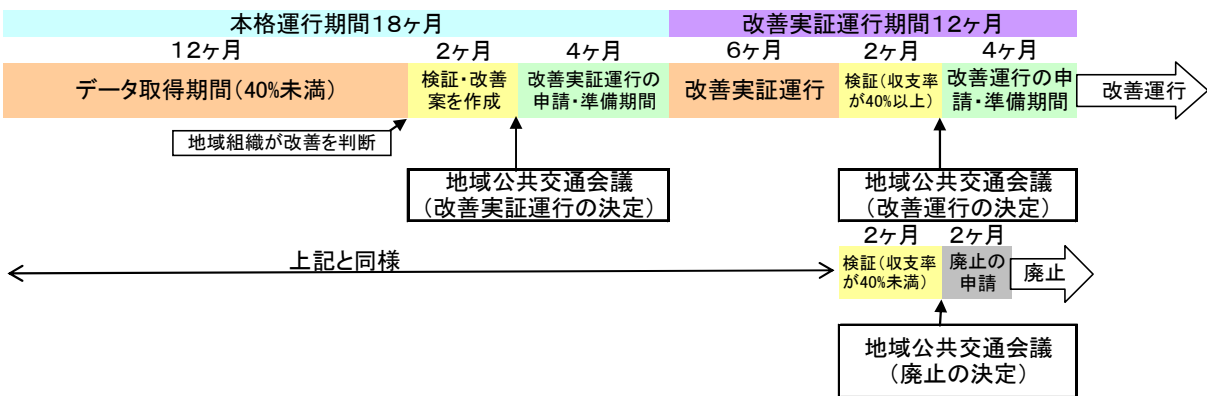 本格運行期間18ヶ月
改善実証運行期間12ヶ月
12ヶ月
2ヶ月
4ヶ月
6ヶ月
2ヶ月
4ヶ月
データ取得期間（40%未満）
検証・改善
案を作成
改善実証運行の
申請・準備期間
改善実証運行
検証（収支率
が40%以上）
改善運行の申
請・準備期間
改善運行
地域組織が改善を判断
地域公共交通会議
（改善実証運行の決定）
地域公共交通会議
（改善運行の決定）
上記と同様
2ヶ月
2ヶ月
検証（収支率
が40%未満）
廃止の
申請
廃止
地域公共交通会議
（廃止の決定）